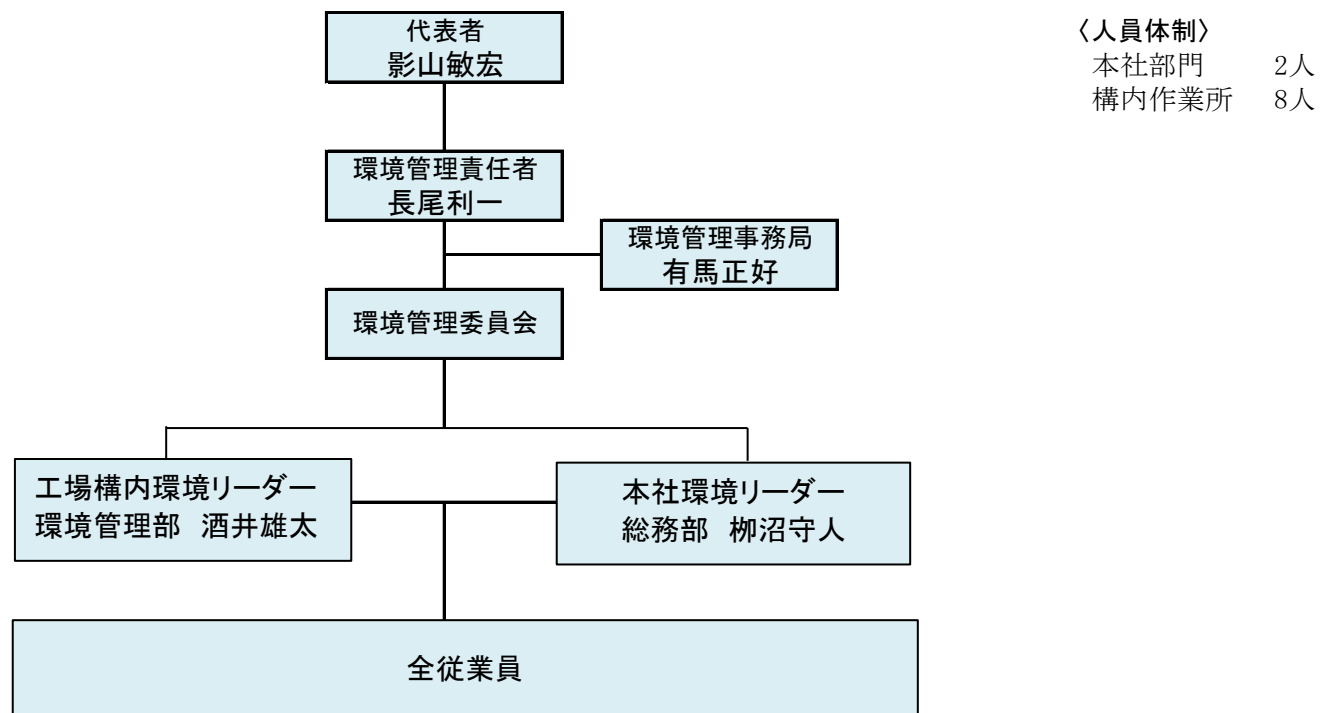 代表者
影山敏宏
〈人員体制〉
本社部門 2人
構内作業所 8人
環境管理責任者
長尾利一
環境管理事務局
有馬正好
環境管理委員会
工場構内環境リーダー
環境管理部 酒井雄太
本社環境リーダー
総務部 栁沼守人
全従業員